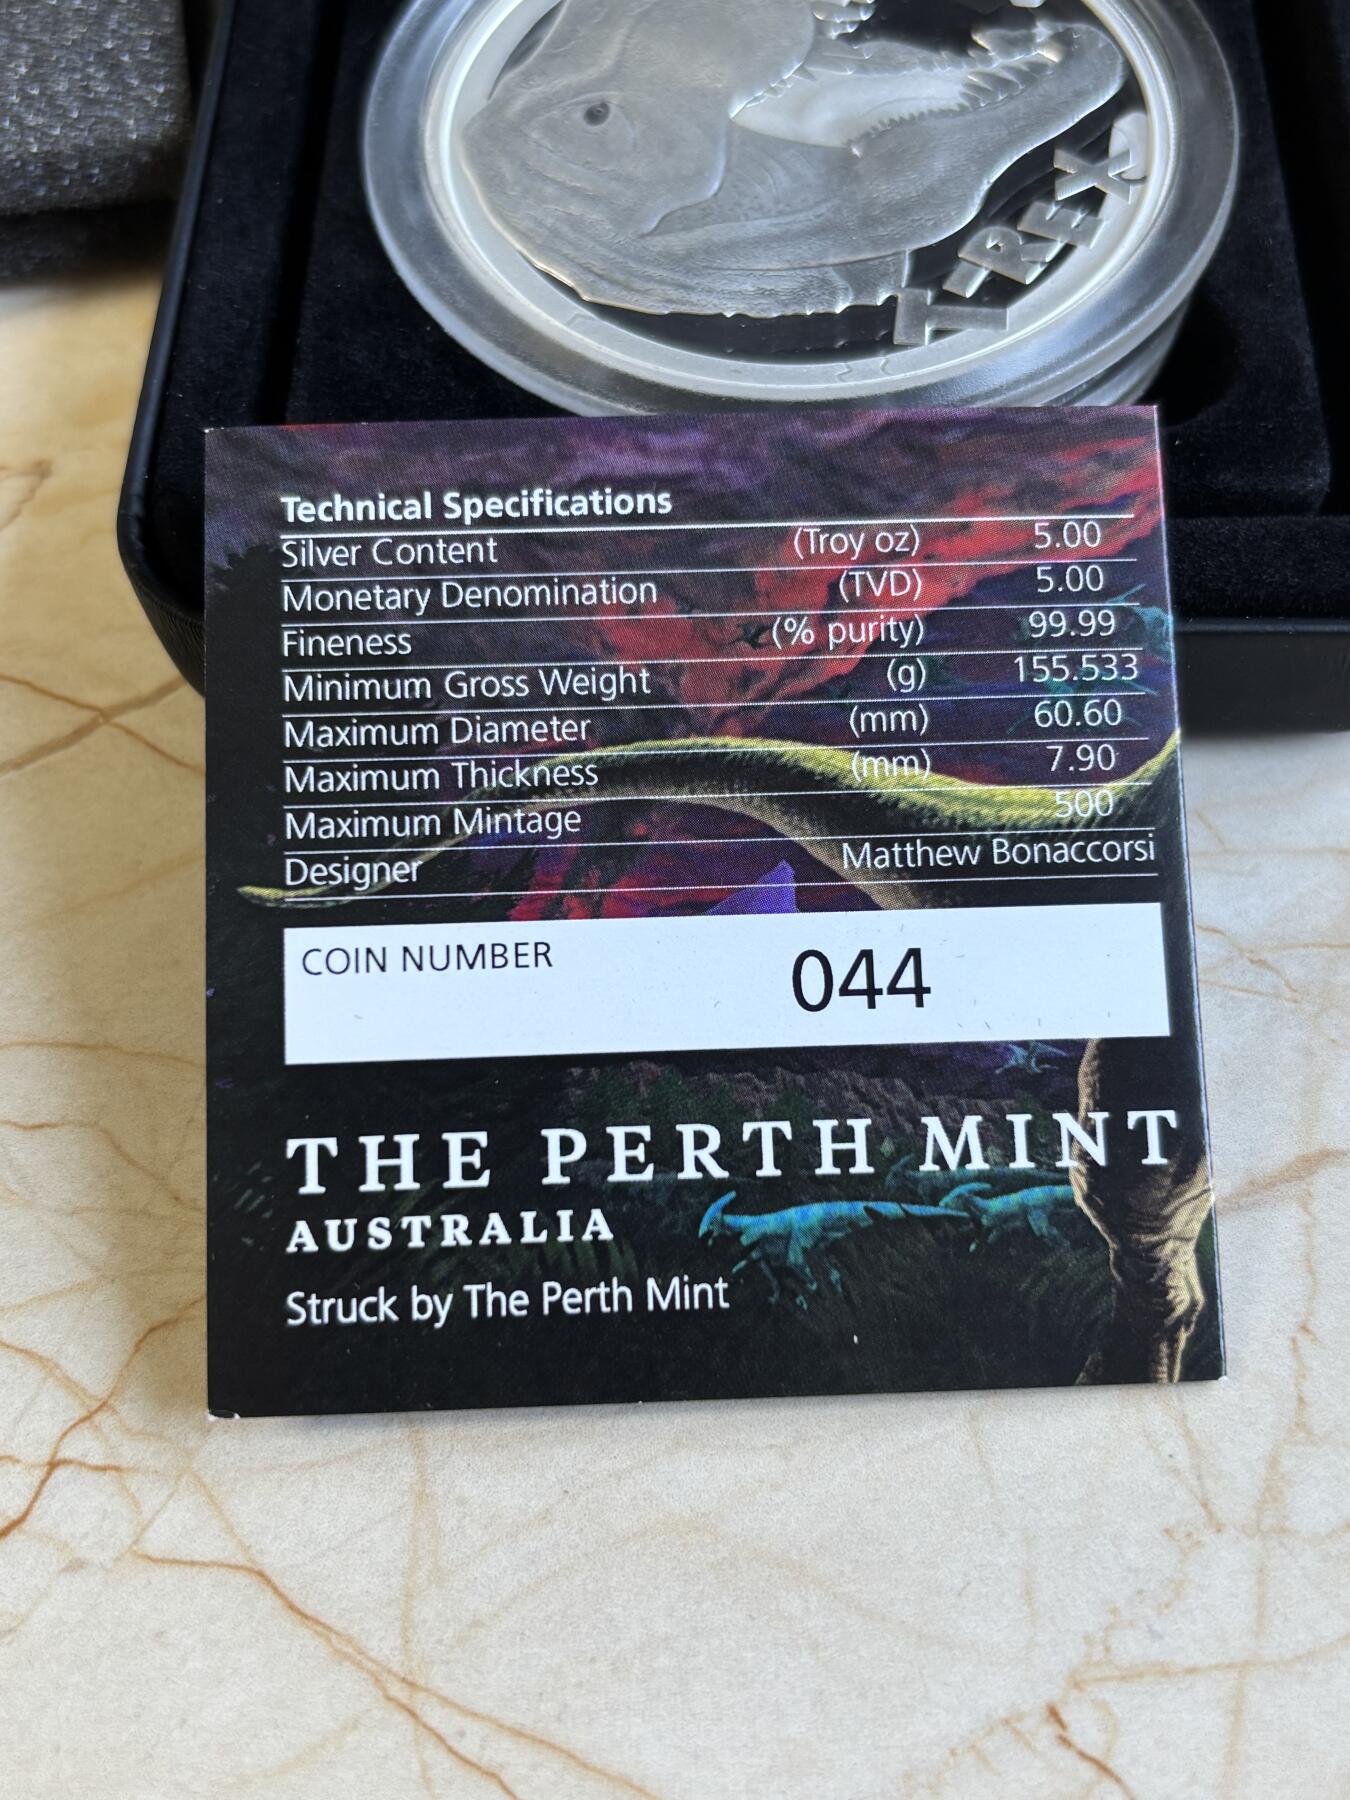 T-REX
Technical Specifications
Silver Content (Troy oz) 5.00
Monetary Denomination (TVD) 5.00
Fineness (% purity) 99.99
Minimum Gross Weight (g) 155.533
Maximum Diameter (mm) 60.60
Maximum Thickness (mm) 7.90
Maximum Mintage 500
Designer Matthew Bonaccorsi
COIN NUMBER 044
THE PERTH MINT
AUSTRALIA
Struck by The Perth Mint